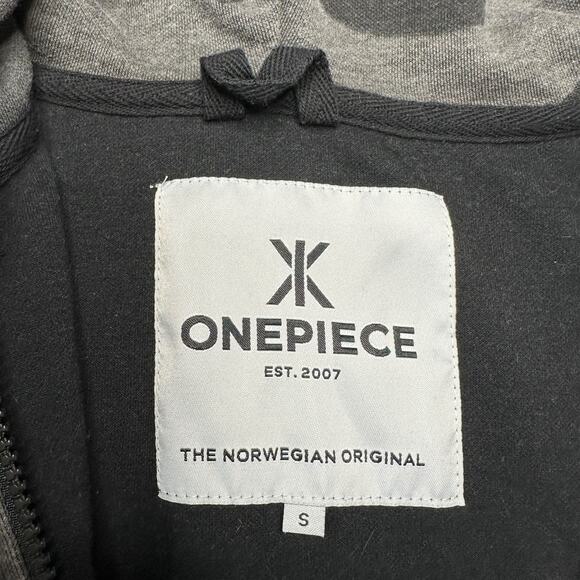 ONEPIECE
EST. 2007
THE NORWEGIAN ORIGINAL
S